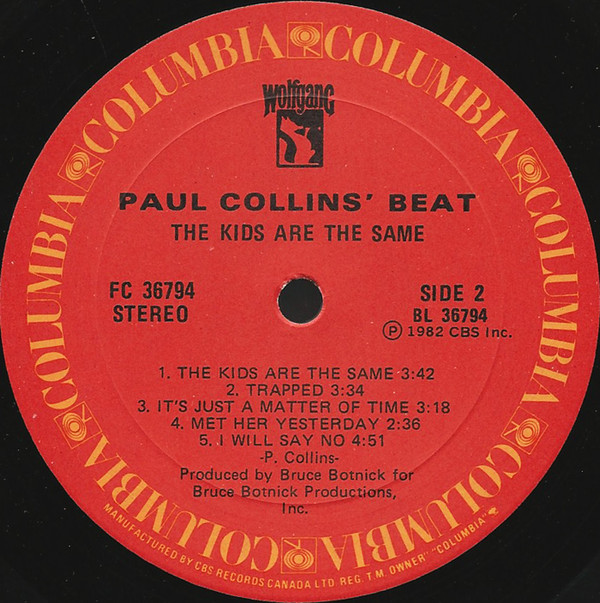 COLUMBIA COLUMBIA COLUMBIA COLUMBIA COLUMBIA COLUMBIA COLUMBIA COLUMBIA
wolfgang
PAUL COLLINS' BEAT
THE KIDS ARE THE SAME
FC 36794
STEREO
SIDE 2
BL 36794
Ⓟ 1982 CBS Inc.
1. THE KIDS ARE THE SAME 3:42
2. TRAPPED 3:34
3. IT'S JUST A MATTER OF TIME 3:18
4. MET HER YESTERDAY 2:36
5. I WILL SAY NO 4:51
-P. Collins-
Produced by Bruce Botnick for
Bruce Botnick Productions,
Inc.
MANUFACTURED BY CBS RECORDS CANADA LTD. REG. T.M. OWNER "COLUMBIA"